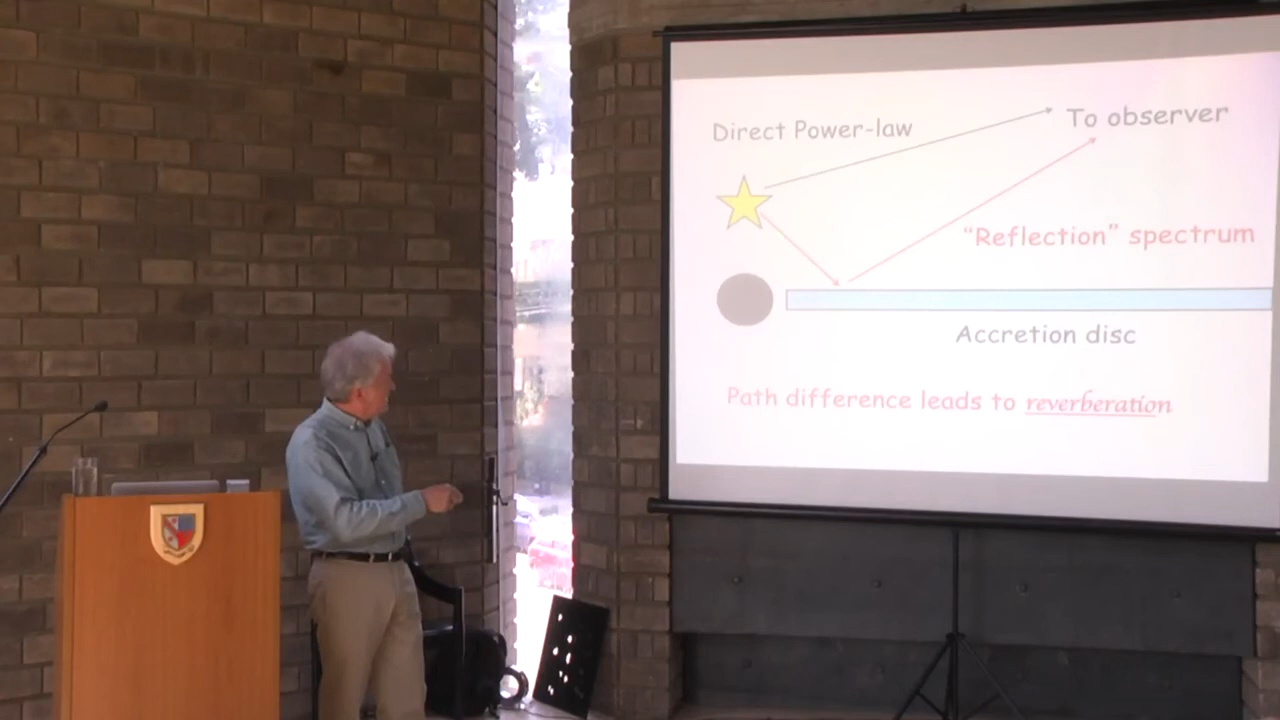 Direct Power-law
To observer
“Reflection” spectrum
Accretion disc
Path difference leads to reverberation